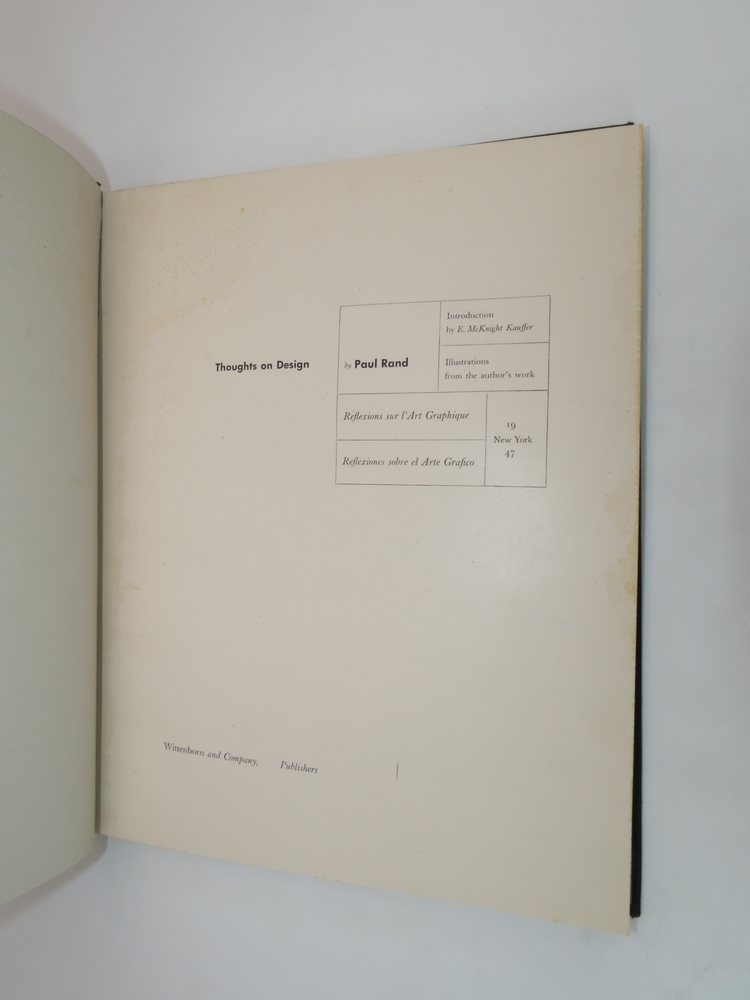 Thoughts on Design
by Paul Rand
Introduction
by E. McKnight Kauffer
Illustrations
from the author's work
Réflexions sur l'Art Graphique
Reflexiones sobre el Arte Grafico
19
New York
47
Wittenborn and Company, Publishers